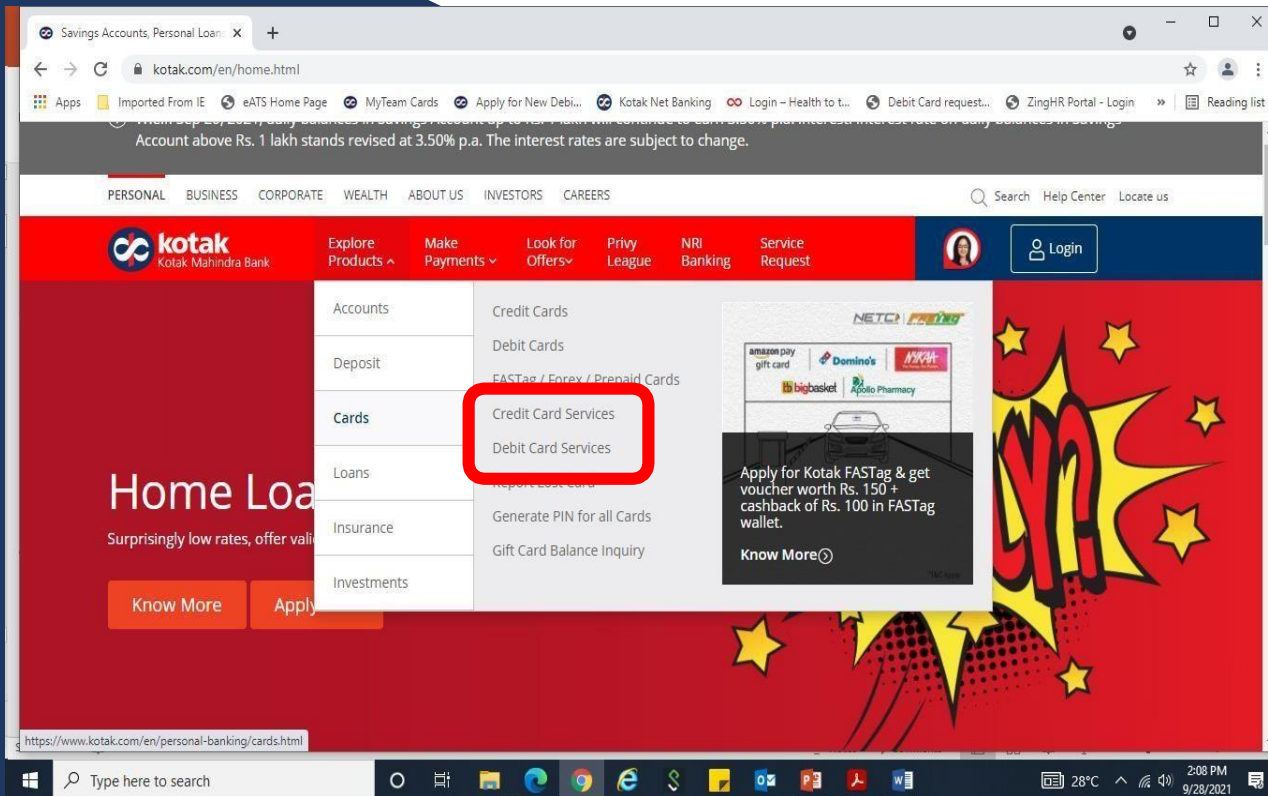 Savings Accounts, Personal Loan
kotak.com/en/home.html
Apps Imported From IE eATS Home Page MyTeam Cards Apply for New Debi... Kotak Net Banking Login – Health to t... Debit Card request... ZingHR Portal - Login » Reading list
Account above Rs. 1 lakh stands revised at 3.50% p.a. The interest rates are subject to change.
PERSONAL BUSINESS CORPORATE WEALTH ABOUT US INVESTORS CAREERS Search Help Center Locate us
kotak
Kotak Mahindra Bank
Explore Products
Make Payments
Look for Offers
Privy League
NRI Banking
Service Request
Login
Accounts
Deposit
Cards
Loans
Insurance
Investments
Credit Cards
Debit Cards
FASTag / Forex / Prepaid Cards
Credit Card Services
Debit Card Services
Report Lost Card
Generate PIN for all Cards
Gift Card Balance Inquiry
NETC FASTag
amazon pay
gift card
Domino's
NYKAA
bb bigbasket
Apollo Pharmacy
Apply for Kotak FASTag & get
voucher worth Rs. 150 +
cashback of Rs. 100 in FASTag
wallet.
Know More
Home Loa
Surprisingly low rates, offer vali
Know More Apply
https://www.kotak.com/en/personal-banking/cards.html
Type here to search
28°C
2:08 PM
9/28/2021